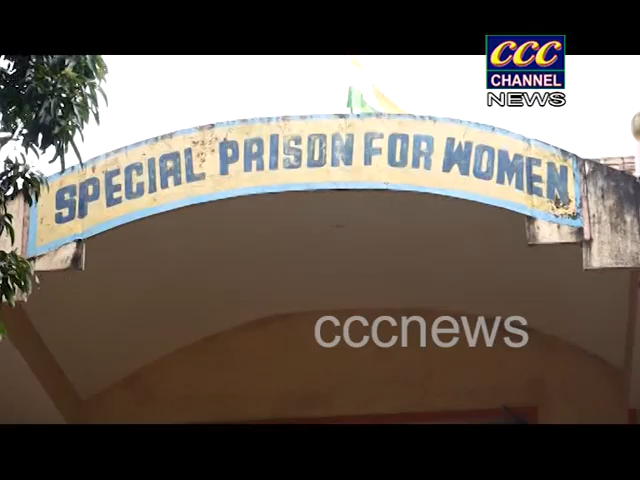 CCC
CHANNEL
NEWS
SPECIAL PRISON FOR WOMEN
cccnews